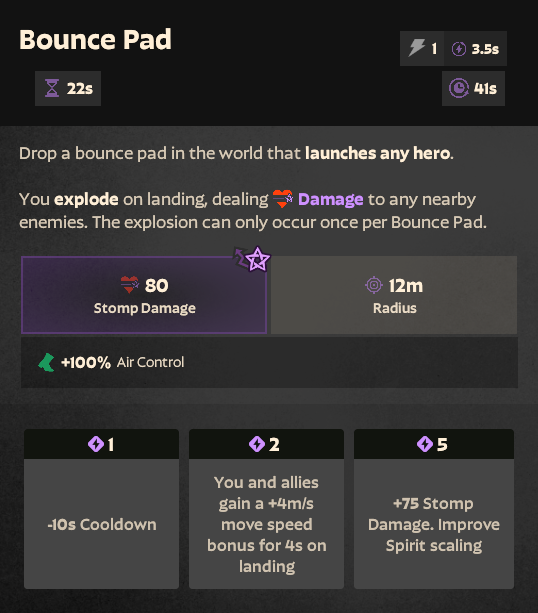 Bounce Pad
1
3.5s
22s
41s
Drop a bounce pad in the world that launches any hero.
You explode on landing, dealing Damage to any nearby
enemies. The explosion can only occur once per Bounce Pad.
80
Stomp Damage
12m
Radius
+100% Air Control
1
-10s Cooldown
2
You and allies
gain a +4m/s
move speed
bonus for 4s on
landing
5
+75 Stomp
Damage. Improve
Spirit scaling